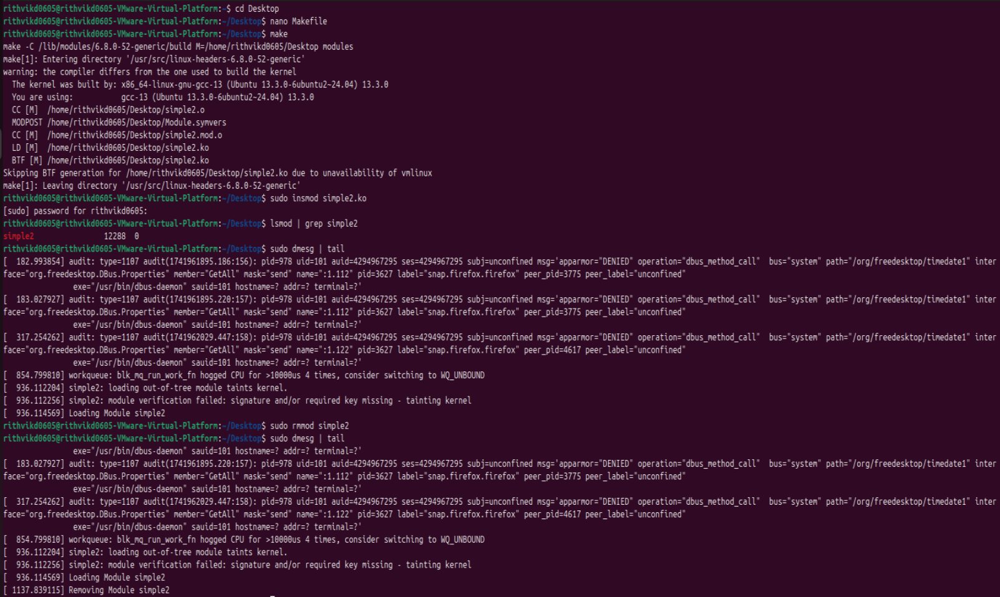 rithvikd0605@rithvikd0605-VMware-Virtual-Platform:~$ cd Desktop
rithvikd0605@rithvikd0605-VMware-Virtual-Platform:~/Desktop$ nano Makefile
rithvikd0605@rithvikd0605-VMware-Virtual-Platform:~/Desktop$ make
make -C /lib/modules/6.8.0-52-generic/build M=/home/rithvikd0605/Desktop modules
make[1]: Entering directory '/usr/src/linux-headers-6.8.0-52-generic'
warning: the compiler differs from the one used to build the kernel
  The kernel was built by: x86_64-linux-gnu-gcc-13 (Ubuntu 13.3.0-6ubuntu2~24.04) 13.3.0
  You are using:           gcc-13 (Ubuntu 13.3.0-6ubuntu2~24.04) 13.3.0
  CC [M]  /home/rithvikd0605/Desktop/simple2.o
  MODPOST /home/rithvikd0605/Desktop/Module.symvers
  CC [M]  /home/rithvikd0605/Desktop/simple2.mod.o
  LD [M]  /home/rithvikd0605/Desktop/simple2.ko
  BTF [M] /home/rithvikd0605/Desktop/simple2.ko
Skipping BTF generation for /home/rithvikd0605/Desktop/simple2.ko due to unavailability of vmlinux
make[1]: Leaving directory '/usr/src/linux-headers-6.8.0-52-generic'
rithvikd0605@rithvikd0605-VMware-Virtual-Platform:~/Desktop$ sudo insmod simple2.ko
[sudo] password for rithvikd0605:
rithvikd0605@rithvikd0605-VMware-Virtual-Platform:~/Desktop$ lsmod | grep simple2
simple2                12288  0
rithvikd0605@rithvikd0605-VMware-Virtual-Platform:~/Desktop$ sudo dmesg | tail
[  182.993854] audit: type=1107 audit(1741961895.186:156): pid=978 uid=101 auid=4294967295 ses=4294967295 subj=unconfined msg='apparmor="DENIED" operation="dbus_method_call"  bus="system" path="/org/freedesktop/timedate1" inter
face="org.freedesktop.DBus.Properties" member="GetAll" mask="send" name=":1.112" pid=3627 label="snap.firefox.firefox" peer_pid=3775 peer_label="unconfined"
                exe="/usr/bin/dbus-daemon" sauid=101 hostname=? addr=? terminal=?'
[  183.027927] audit: type=1107 audit(1741961895.220:157): pid=978 uid=101 auid=4294967295 ses=4294967295 subj=unconfined msg='apparmor="DENIED" operation="dbus_method_call"  bus="system" path="/org/freedesktop/timedate1" inter
face="org.freedesktop.DBus.Properties" member="GetAll" mask="send" name=":1.112" pid=3627 label="snap.firefox.firefox" peer_pid=3775 peer_label="unconfined"
                exe="/usr/bin/dbus-daemon" sauid=101 hostname=? addr=? terminal=?'
[  317.254262] audit: type=1107 audit(1741962029.447:158): pid=978 uid=101 auid=4294967295 ses=4294967295 subj=unconfined msg='apparmor="DENIED" operation="dbus_method_call"  bus="system" path="/org/freedesktop/timedate1" inter
face="org.freedesktop.DBus.Properties" member="GetAll" mask="send" name=":1.122" pid=3627 label="snap.firefox.firefox" peer_pid=4617 peer_label="unconfined"
                exe="/usr/bin/dbus-daemon" sauid=101 hostname=? addr=? terminal=?'
[  854.799810] workqueue: blk_mq_run_work_fn hogged CPU for >10000us 4 times, consider switching to WQ_UNBOUND
[  936.112204] simple2: loading out-of-tree module taints kernel.
[  936.112256] simple2: module verification failed: signature and/or required key missing - tainting kernel
[  936.114569] Loading Module simple2
rithvikd0605@rithvikd0605-VMware-Virtual-Platform:~/Desktop$ sudo rmmod simple2
rithvikd0605@rithvikd0605-VMware-Virtual-Platform:~/Desktop$ sudo dmesg | tail
                exe="/usr/bin/dbus-daemon" sauid=101 hostname=? addr=? terminal=?'
[  183.027927] audit: type=1107 audit(1741961895.220:157): pid=978 uid=101 auid=4294967295 ses=4294967295 subj=unconfined msg='apparmor="DENIED" operation="dbus_method_call"  bus="system" path="/org/freedesktop/timedate1" inter
face="org.freedesktop.DBus.Properties" member="GetAll" mask="send" name=":1.112" pid=3627 label="snap.firefox.firefox" peer_pid=3775 peer_label="unconfined"
                exe="/usr/bin/dbus-daemon" sauid=101 hostname=? addr=? terminal=?'
[  317.254262] audit: type=1107 audit(1741962029.447:158): pid=978 uid=101 auid=4294967295 ses=4294967295 subj=unconfined msg='apparmor="DENIED" operation="dbus_method_call"  bus="system" path="/org/freedesktop/timedate1" inter
face="org.freedesktop.DBus.Properties" member="GetAll" mask="send" name=":1.122" pid=3627 label="snap.firefox.firefox" peer_pid=4617 peer_label="unconfined"
                exe="/usr/bin/dbus-daemon" sauid=101 hostname=? addr=? terminal=?'
[  854.799810] workqueue: blk_mq_run_work_fn hogged CPU for >10000us 4 times, consider switching to WQ_UNBOUND
[  936.112204] simple2: loading out-of-tree module taints kernel.
[  936.112256] simple2: module verification failed: signature and/or required key missing - tainting kernel
[  936.114569] Loading Module simple2
[ 1137.839115] Removing Module simple2